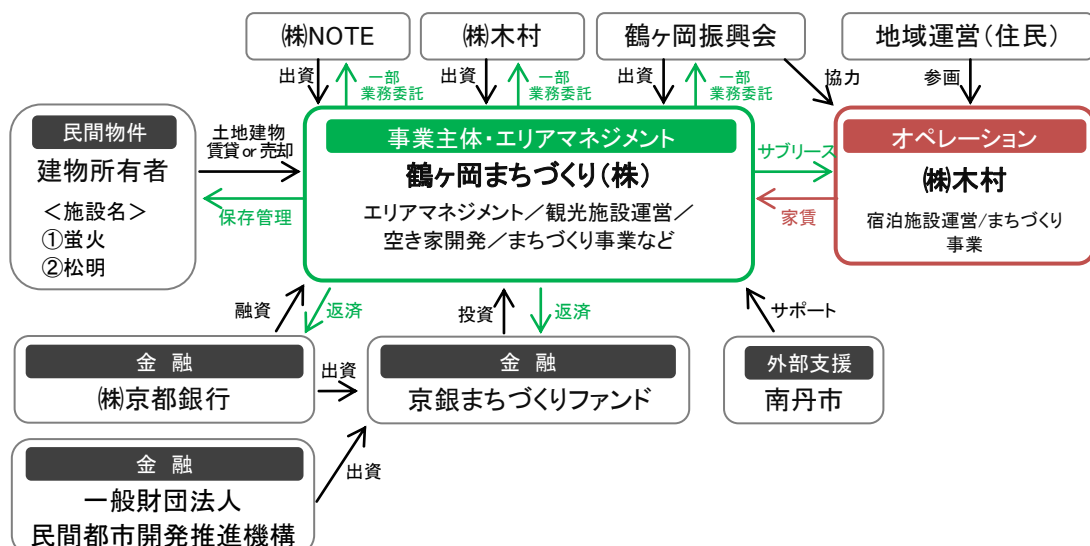 ㈱NOTE
㈱木村
鶴ヶ岡振興会
地域運営(住民)
出資
一部
業務委託
出資
一部
業務委託
出資
一部
業務委託
協力
参画
民間物件
建物所有者
<施設名>
①蛍火
②松明
土地建物
賃貸or売却
保存管理
事業主体・エリアマネジメント
鶴ヶ岡まちづくり(株)
エリアマネジメント/観光施設運営/
空き家開発/まちづくり事業など
サブリース
家賃
オペレーション
㈱木村
宿泊施設運営/まちづくり
事業
融資
返済
投資
返済
サポート
金 融
㈱京都銀行
出資
金 融
京銀まちづくりファンド
外部支援
南丹市
金 融
一般財団法人
民間都市開発推進機構
出資